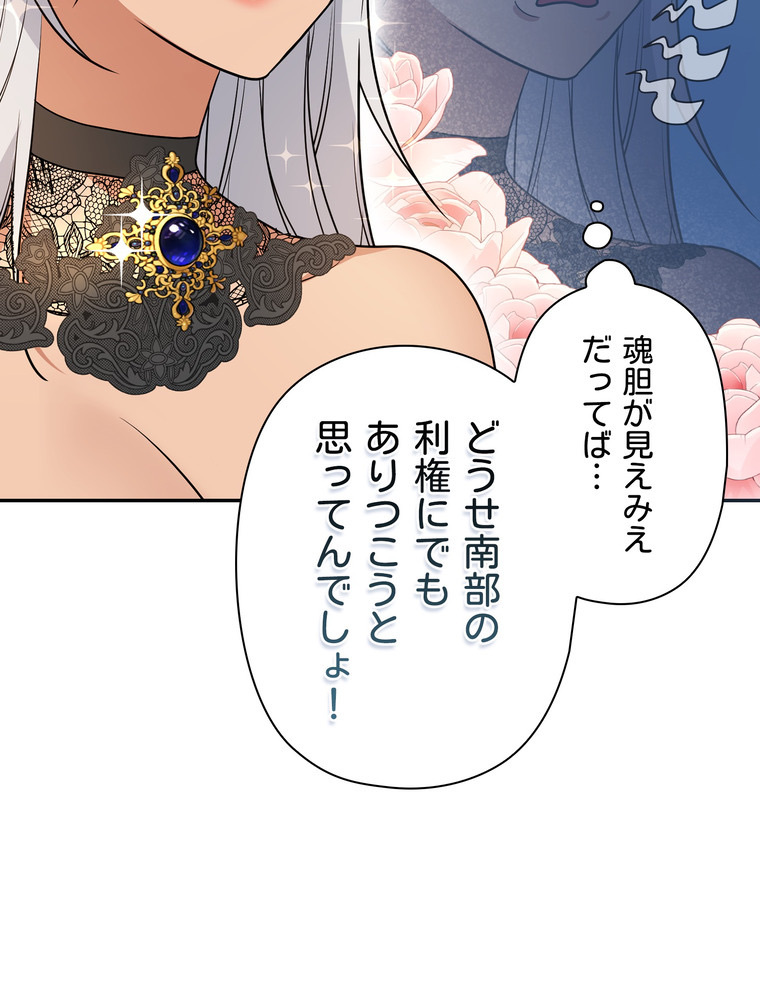 魂胆が見えみえ
だってば…
どうせ南部の
利権にでも
ありつこうと
思ってんでしょ！